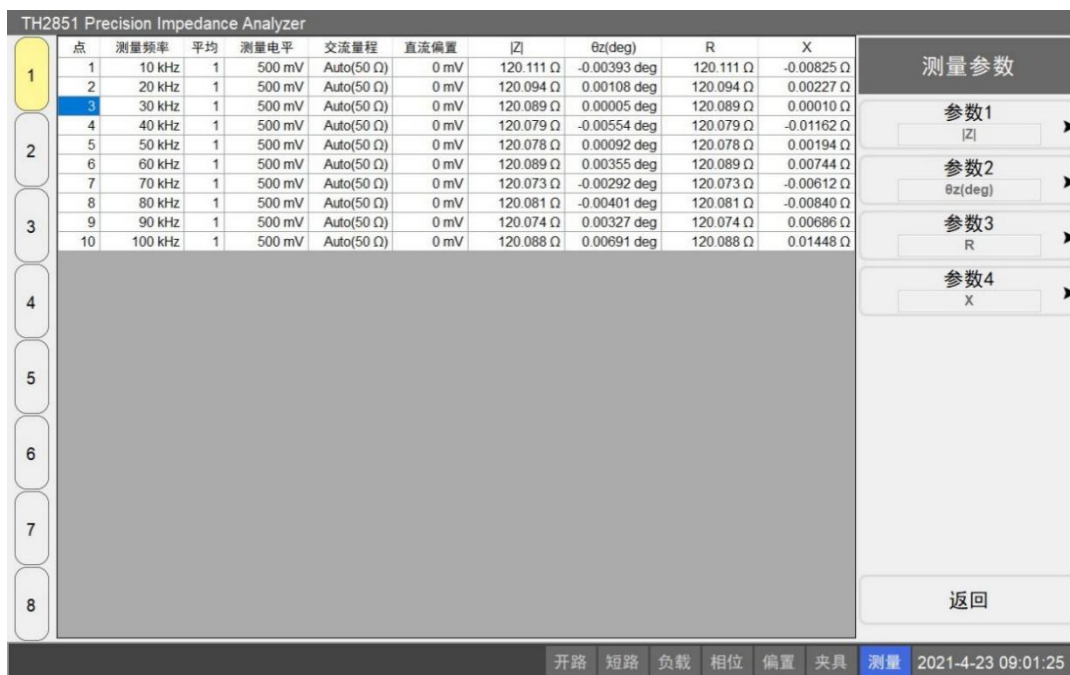 TH2851 Precision Impedance Analyzer
点 测量频率 平均 测量电平 交流量程 直流偏置 |Z| θz(deg) R X
1 10 kHz 1 500 mV Auto(50 Ω) 0 mV 120.111 Ω -0.00393 deg 120.111 Ω -0.00825 Ω
2 20 kHz 1 500 mV Auto(50 Ω) 0 mV 120.094 Ω 0.00108 deg 120.094 Ω 0.00227 Ω
3 30 kHz 1 500 mV Auto(50 Ω) 0 mV 120.089 Ω 0.00005 deg 120.089 Ω 0.00010 Ω
4 40 kHz 1 500 mV Auto(50 Ω) 0 mV 120.079 Ω -0.00554 deg 120.079 Ω -0.01162 Ω
5 50 kHz 1 500 mV Auto(50 Ω) 0 mV 120.078 Ω 0.00092 deg 120.078 Ω 0.00194 Ω
6 60 kHz 1 500 mV Auto(50 Ω) 0 mV 120.089 Ω 0.00355 deg 120.089 Ω 0.00744 Ω
7 70 kHz 1 500 mV Auto(50 Ω) 0 mV 120.073 Ω -0.00292 deg 120.073 Ω -0.00612 Ω
8 80 kHz 1 500 mV Auto(50 Ω) 0 mV 120.081 Ω -0.00401 deg 120.081 Ω -0.00840 Ω
9 90 kHz 1 500 mV Auto(50 Ω) 0 mV 120.074 Ω 0.00327 deg 120.074 Ω 0.00686 Ω
10 100 kHz 1 500 mV Auto(50 Ω) 0 mV 120.088 Ω 0.00691 deg 120.088 Ω 0.01448 Ω
1
2
3
4
5
6
7
8
测量参数
参数1
|Z|
参数2
θz(deg)
参数3
R
参数4
X
返回
开路 短路 负载 相位 偏置 夹具 测量 2021-4-23 09:01:25